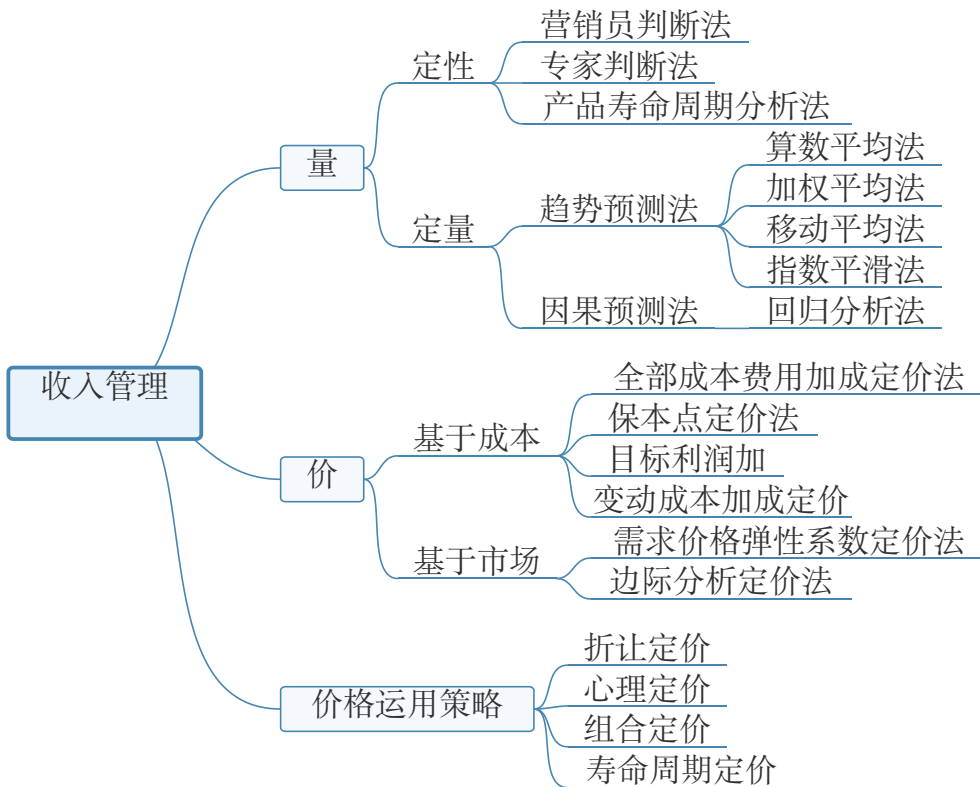 营销员判断法
定性
专家判断法
产品寿命周期分析法
量
算数平均法
加权平均法
趋势预测法
定量
移动平均法
指数平滑法
因果预测法
回归分析法
收入管理
全部成本费用加成定价法
保本点定价法
基于成本
目标利润加
价
变动成本加成定价
需求价格弹性系数定价法
基于市场
边际分析定价法
折让定价
心理定价
价格运用策略
组合定价
寿命周期定价